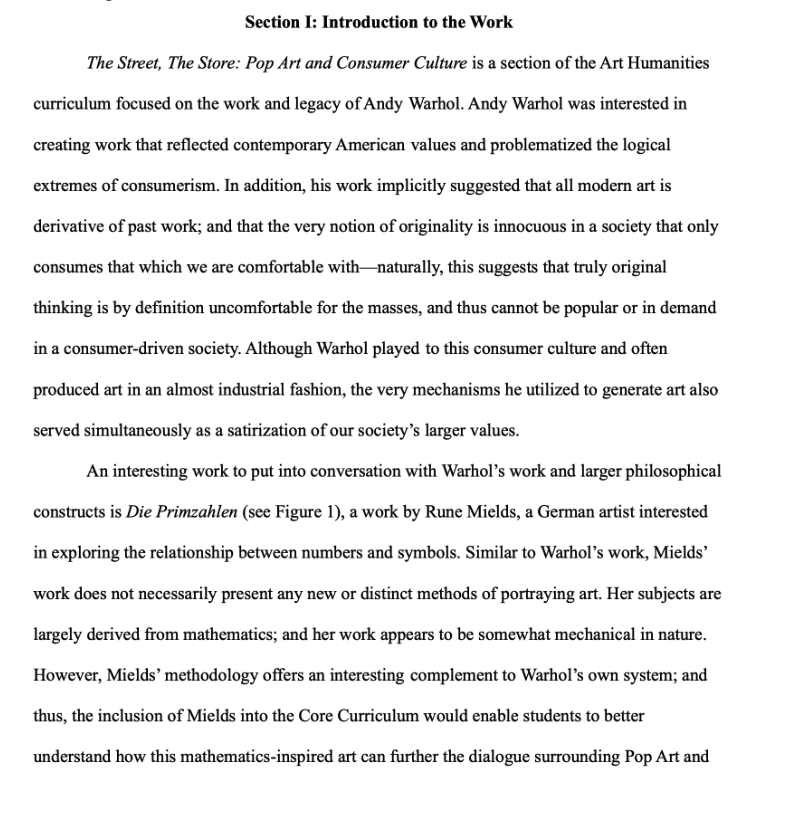 Section I: Introduction to the Work
The Street, The Store: Pop Art and Consumer Culture is a section of the Art Humanities
curriculum focused on the work and legacy of Andy Warhol. Andy Warhol was interested in
creating work that reflected contemporary American values and problematized the logical
extremes of consumerism. In addition, his work implicitly suggested that all modern art is
derivative of past work; and that the very notion of originality is innocuous in a society that only
consumes that which we are comfortable with—naturally, this suggests that truly original
thinking is by definition uncomfortable for the masses, and thus cannot be popular or in demand
in a consumer-driven society. Although Warhol played to this consumer culture and often
produced art in an almost industrial fashion, the very mechanisms he utilized to generate art also
served simultaneously as a satirization of our society’s larger values.
An interesting work to put into conversation with Warhol’s work and larger philosophical
constructs is Die Primzahlen (see Figure 1), a work by Rune Mields, a German artist interested
in exploring the relationship between numbers and symbols. Similar to Warhol’s work, Mields’
work does not necessarily present any new or distinct methods of portraying art. Her subjects are
largely derived from mathematics; and her work appears to be somewhat mechanical in nature.
However, Mields’ methodology offers an interesting complement to Warhol’s own system; and
thus, the inclusion of Mields into the Core Curriculum would enable students to better
understand how this mathematics-inspired art can further the dialogue surrounding Pop Art and